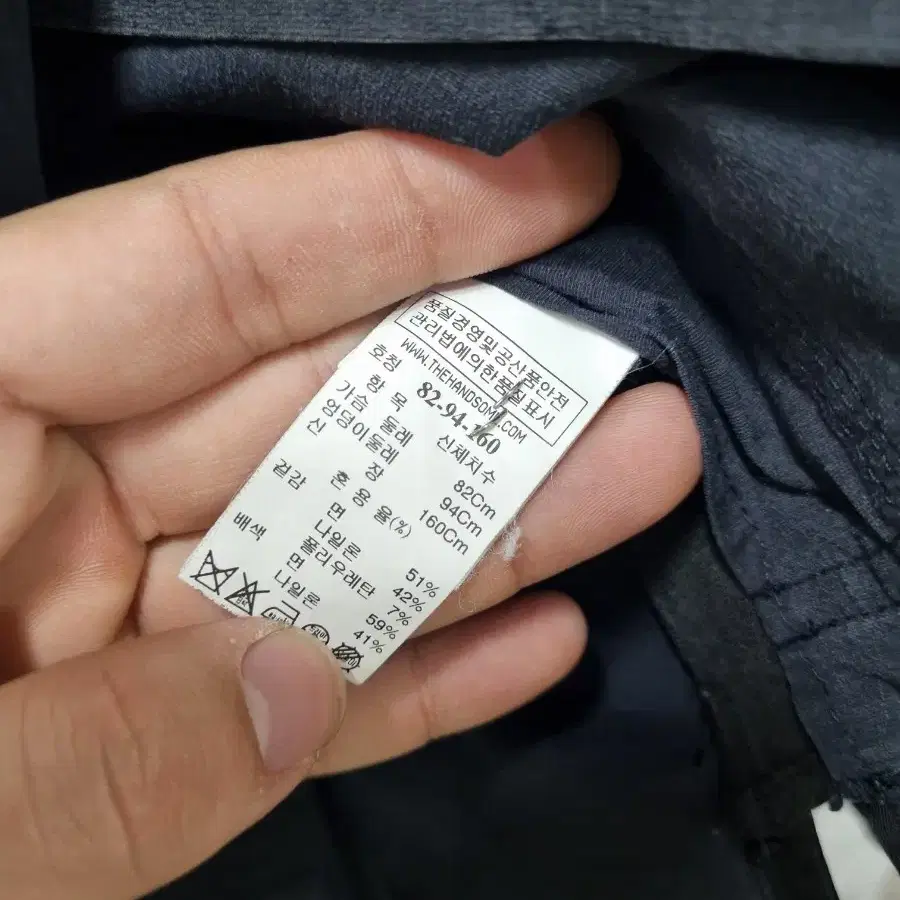 품질경영및공산품안전
관리법에의한품질표시
WWW.THEHANDSOME.COM
호칭 82-94-160
항 목 신체치수
가슴 둘레 82Cm
엉덩이둘레 94Cm
신 장 160Cm
혼 용 율(%)
겉감 면 51%
나일론 42%
폴리우레탄 7%
배색 면 59%
나일론 41%